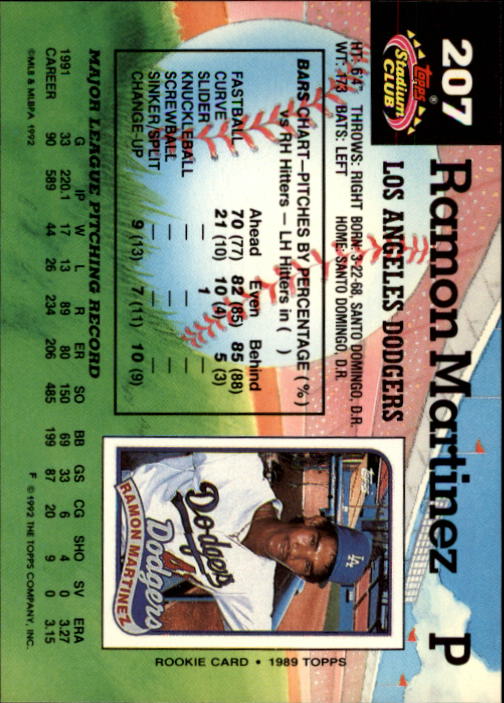 207 Ramon Martinez P
Topps®
Stadium
CLUB
LOS ANGELES DODGERS
HT: 6'4" THROWS: RIGHT BORN: 3-22-68, SANTO DOMINGO, D.R.
WT: 173 BATS: LEFT HOME: SANTO DOMINGO, D.R.
BARS CHART—PITCHES BY PERCENTAGE (%)
vs RH Hitters — LH Hitters in ( )
Ahead Even Behind
FASTBALL 70 (77) 82 (85) 85 (88)
CURVE 21 (10) 10 (4) 5 (3)
SLIDER — 1 —
KNUCKLEBALL — — —
SCREWBALL — — —
SINKER/SPLIT — — —
CHANGE-UP 9 (13) 7 (11) 10 (9)
Topps
LA
Dodgers
Dodgers
RAMON MARTINEZ
ROOKIE CARD • 1989 TOPPS
MAJOR LEAGUE PITCHING RECORD
G IP W L R ER SO BB GS CG SHO SV ERA
1991 33 220.1 17 13 89 80 150 69 33 6 4 0 3.27
CAREER 90 589 44 26 234 206 485 199 87 20 9 0 3.15
©MLB & MLBPA 1992
F © 1992 THE TOPPS COMPANY, INC.